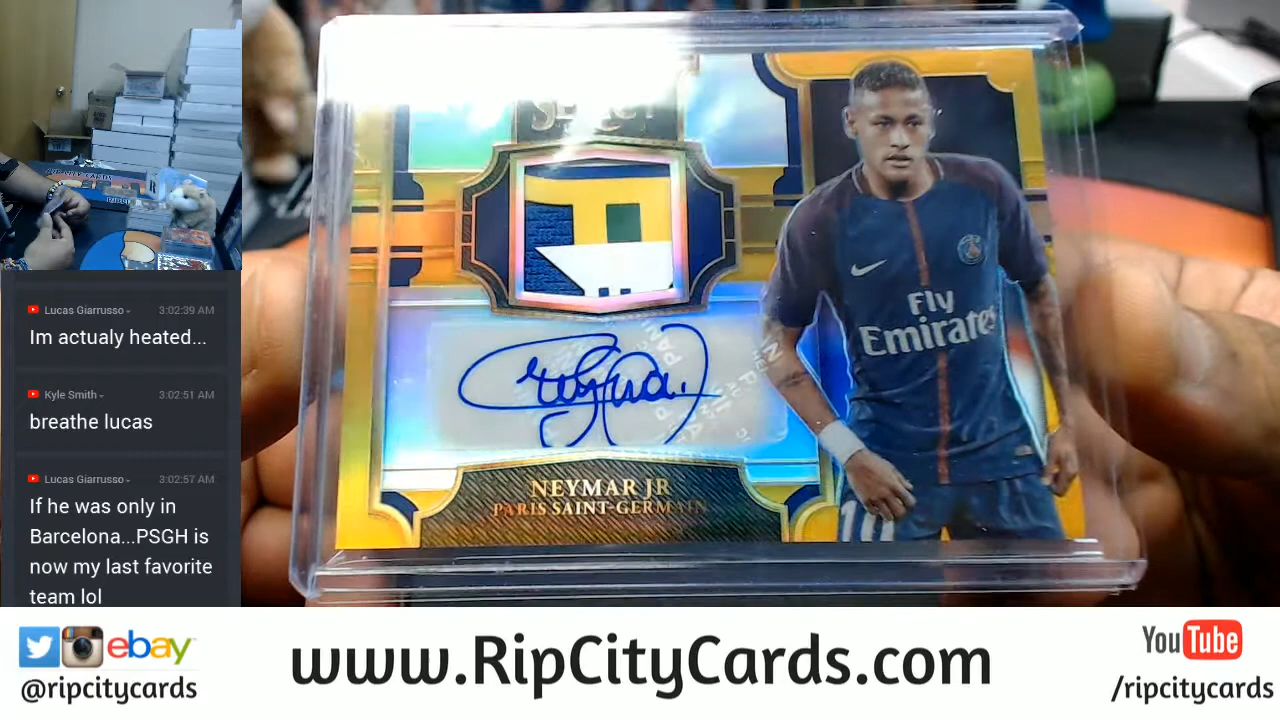 Lucas Giarrusso
3:02:39 AM
Im actualy heated...
Kyle Smith
3:02:51 AM
breathe lucas
Lucas Giarrusso
3:02:57 AM
If he was only in
Barcelona...PSGH is
now my last favorite
team lol
NEYMAR JR
PARIS SAINT-GERMAIN
Fly
Emirates
10
ebay
@ripcitycards
www.RipCityCards.com
YouTube
/ripcitycards